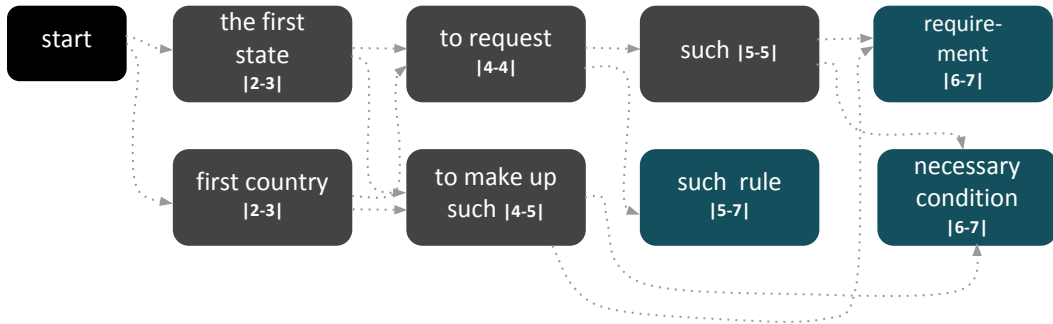 start
the first
state
|2-3|
to request
|4-4|
such |5-5|
require-
ment
|6-7|
first country
|2-3|
to make up
such |4-5|
such rule
|5-7|
necessary
condition
|6-7|